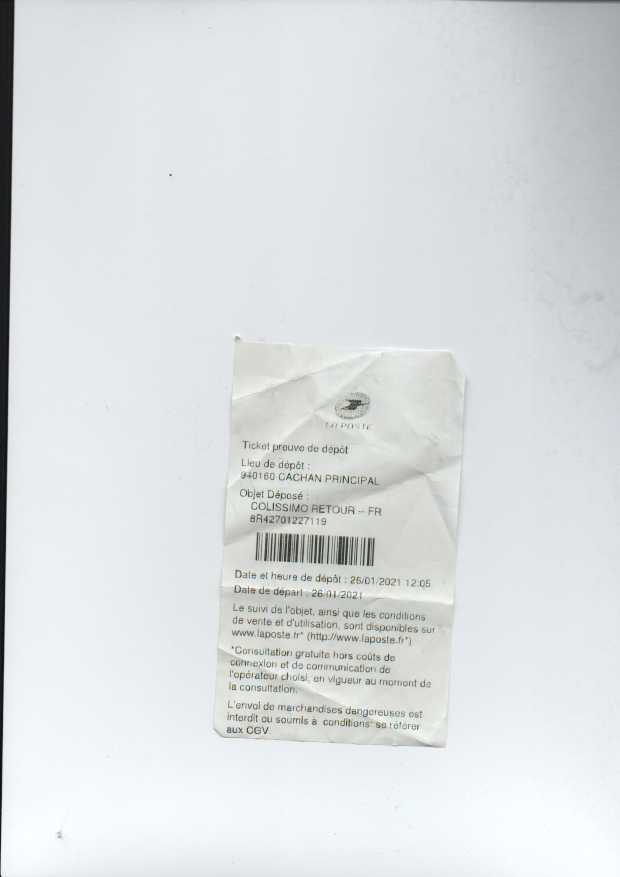 LA POSTE
Ticket preuve de dépôt
Lieu de dépôt :
940160 CACHAN PRINCIPAL
Objet Déposé :
COLISSIMO RETOUR -- FR
8R42701227119
Date et heure de dépôt : 26/01/2021 12:05
Date de départ : 26/01/2021
Le suivi de l'objet, ainsi que les conditions
de vente et d'utilisation, sont disponibles sur
www.laposte.fr* (http://www.laposte.fr*)
*Consultation gratuite hors coûts de
connexion et de communication de
l'opérateur choisi, en vigueur au moment de
la consultation.
L'envoi de marchandises dangereuses est
interdit ou soumis à conditions: se référer
aux CGV.